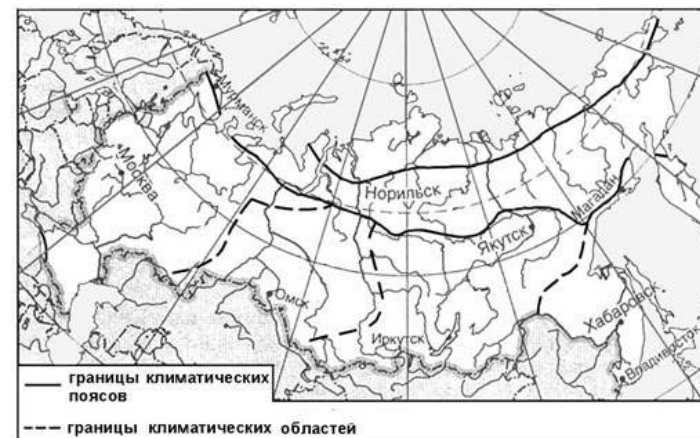 Мурманск
Москва
Норильск
Магадан
Якутск
Омск
Иркутск
Хабаровск
Владивосток
границы климатических
поясов
границы климатических областей